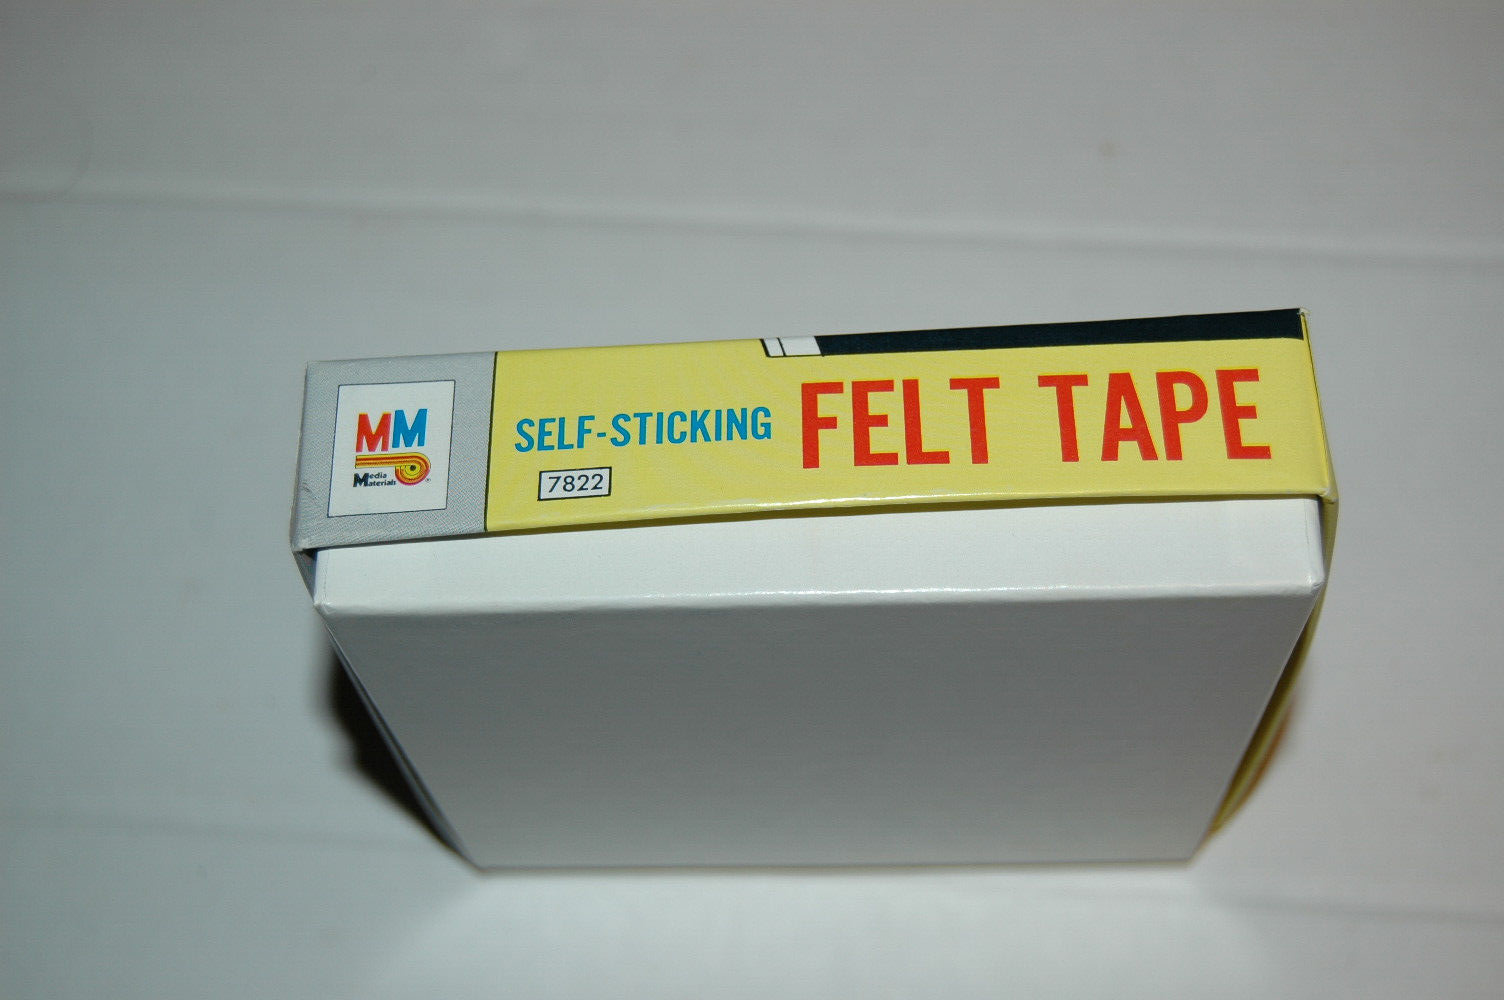 MM
Media
Materials
SELF-STICKING
FELT TAPE
7822